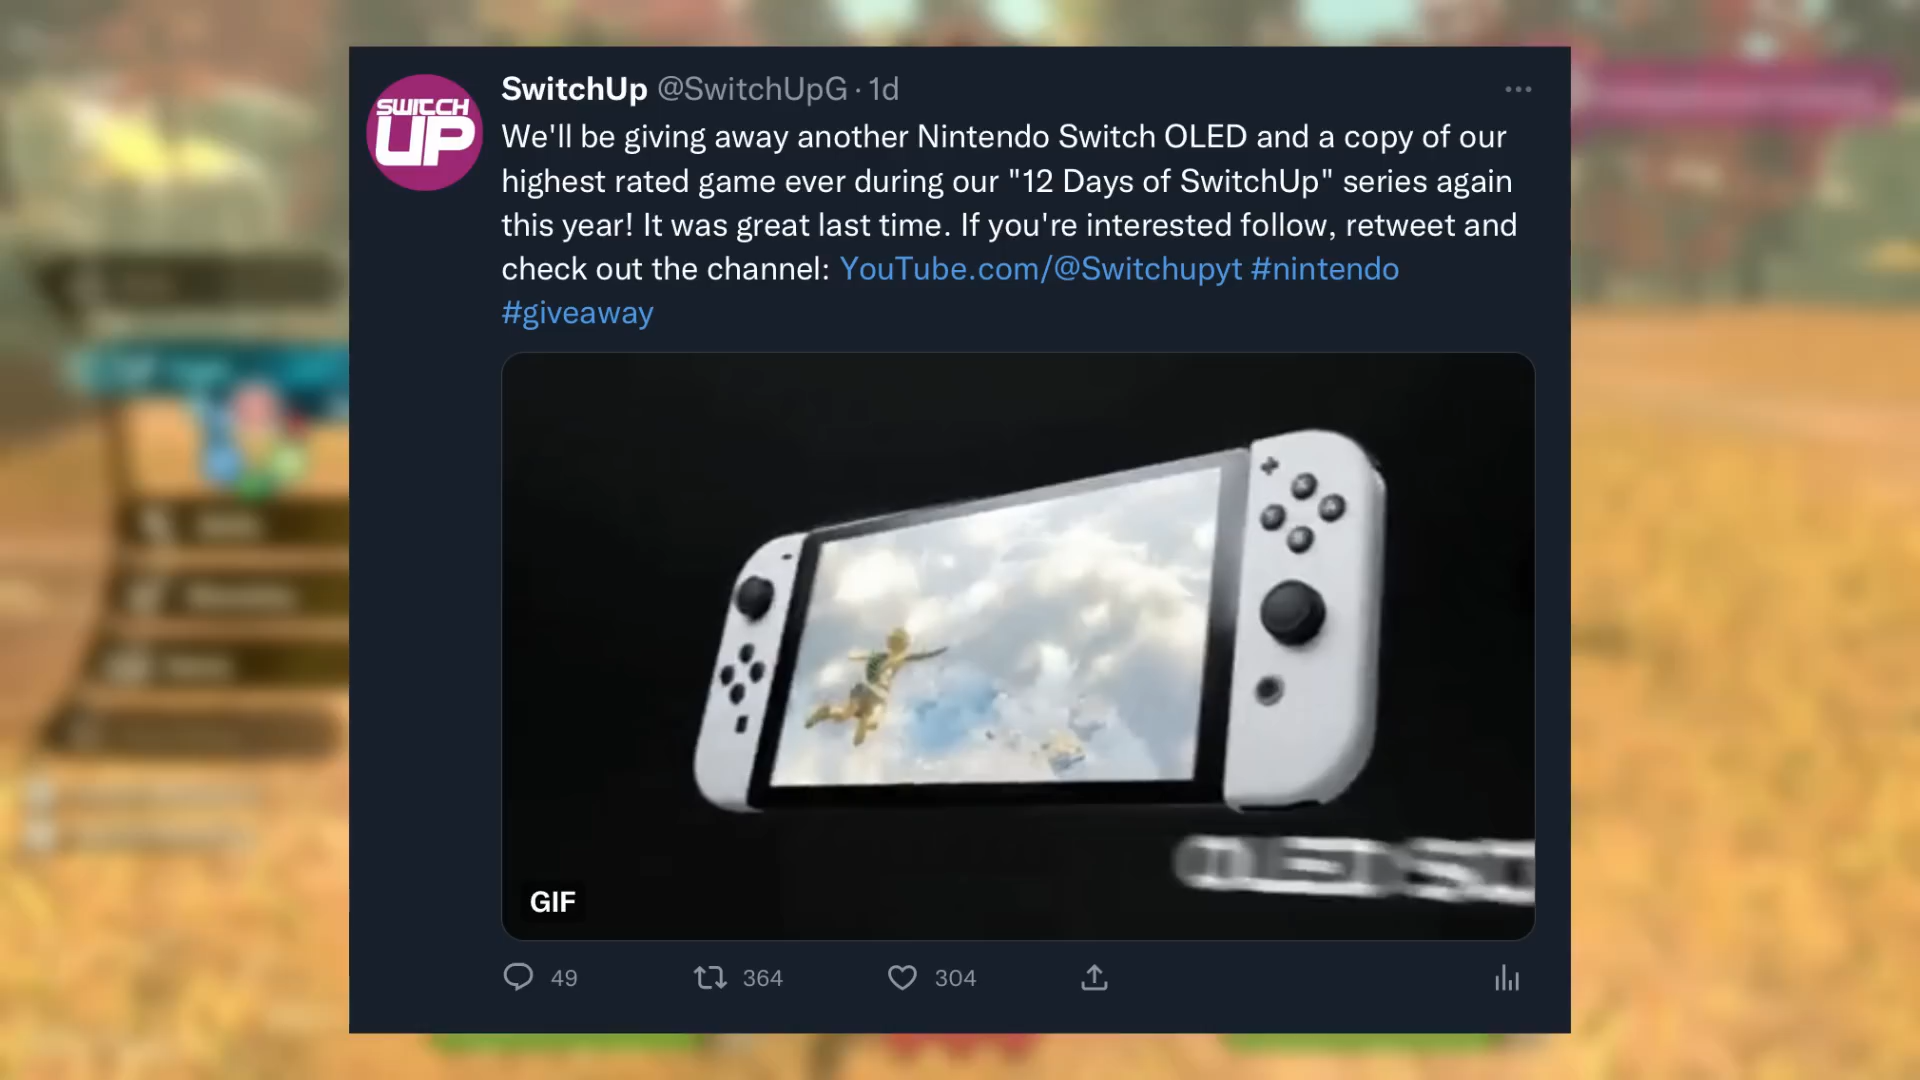 SWITCH
UP
SwitchUp @SwitchUpG · 1d
We'll be giving away another Nintendo Switch OLED and a copy of our
highest rated game ever during our "12 Days of SwitchUp" series again
this year! It was great last time. If you're interested follow, retweet and
check out the channel: YouTube.com/@Switchupyt #nintendo
#giveaway
GIF
49 364 304